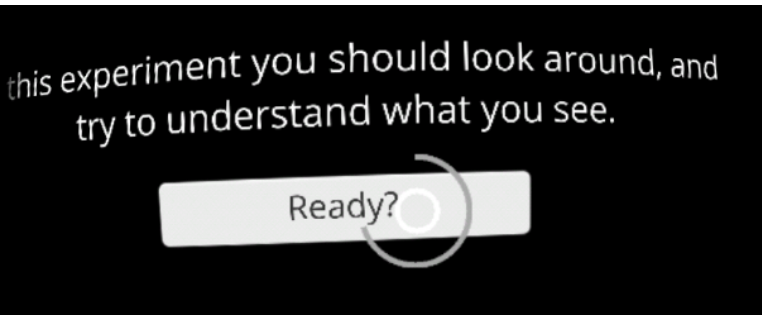 this experiment you should look around, and
try to understand what you see.
Ready?